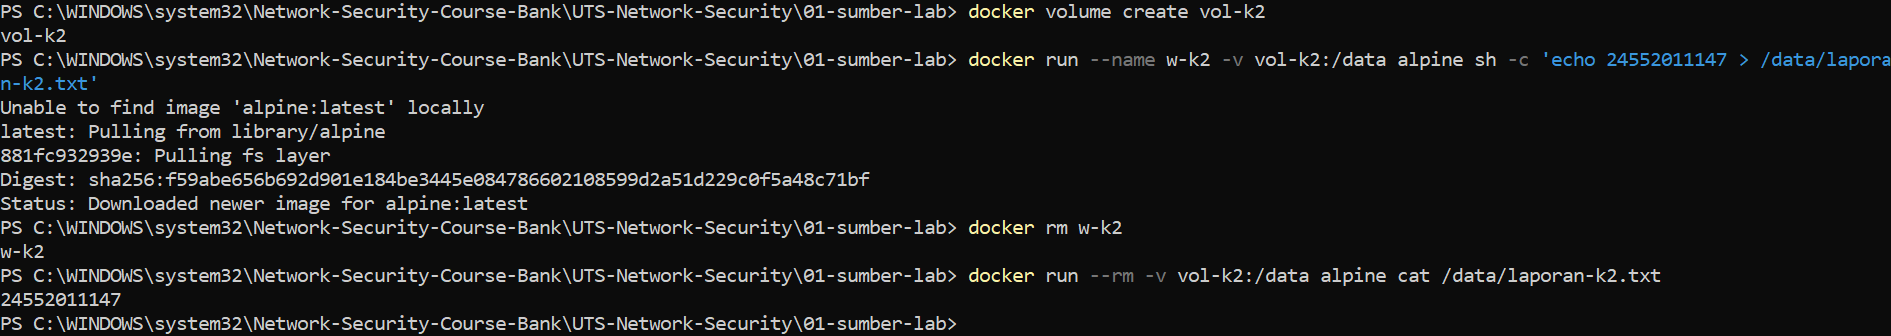 PS C:\WINDOWS\system32\Network-Security-Course-Bank\UTS-Network-Security\01-sumber-lab> docker volume create vol-k2
vol-k2
PS C:\WINDOWS\system32\Network-Security-Course-Bank\UTS-Network-Security\01-sumber-lab> docker run --name w-k2 -v vol-k2:/data alpine sh -c 'echo 24552011147 > /data/lapora
n-k2.txt'
Unable to find image 'alpine:latest' locally
latest: Pulling from library/alpine
881fc932939e: Pulling fs layer
Digest: sha256:f59abe656b692d901e184be3445e084786602108599d2a51d229c0f5a48c71bf
Status: Downloaded newer image for alpine:latest
PS C:\WINDOWS\system32\Network-Security-Course-Bank\UTS-Network-Security\01-sumber-lab> docker rm w-k2
w-k2
PS C:\WINDOWS\system32\Network-Security-Course-Bank\UTS-Network-Security\01-sumber-lab> docker run --rm -v vol-k2:/data alpine cat /data/laporan-k2.txt
24552011147
PS C:\WINDOWS\system32\Network-Security-Course-Bank\UTS-Network-Security\01-sumber-lab>